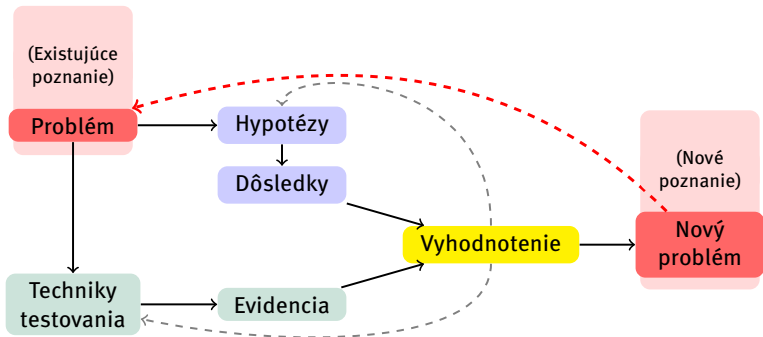 (Existujúce
poznanie)
Problém
Hypotézy
Dôsledky
(Nové
poznanie)
Vyhodnotenie
Nový
problém
Techniky
testovania
Evidencia